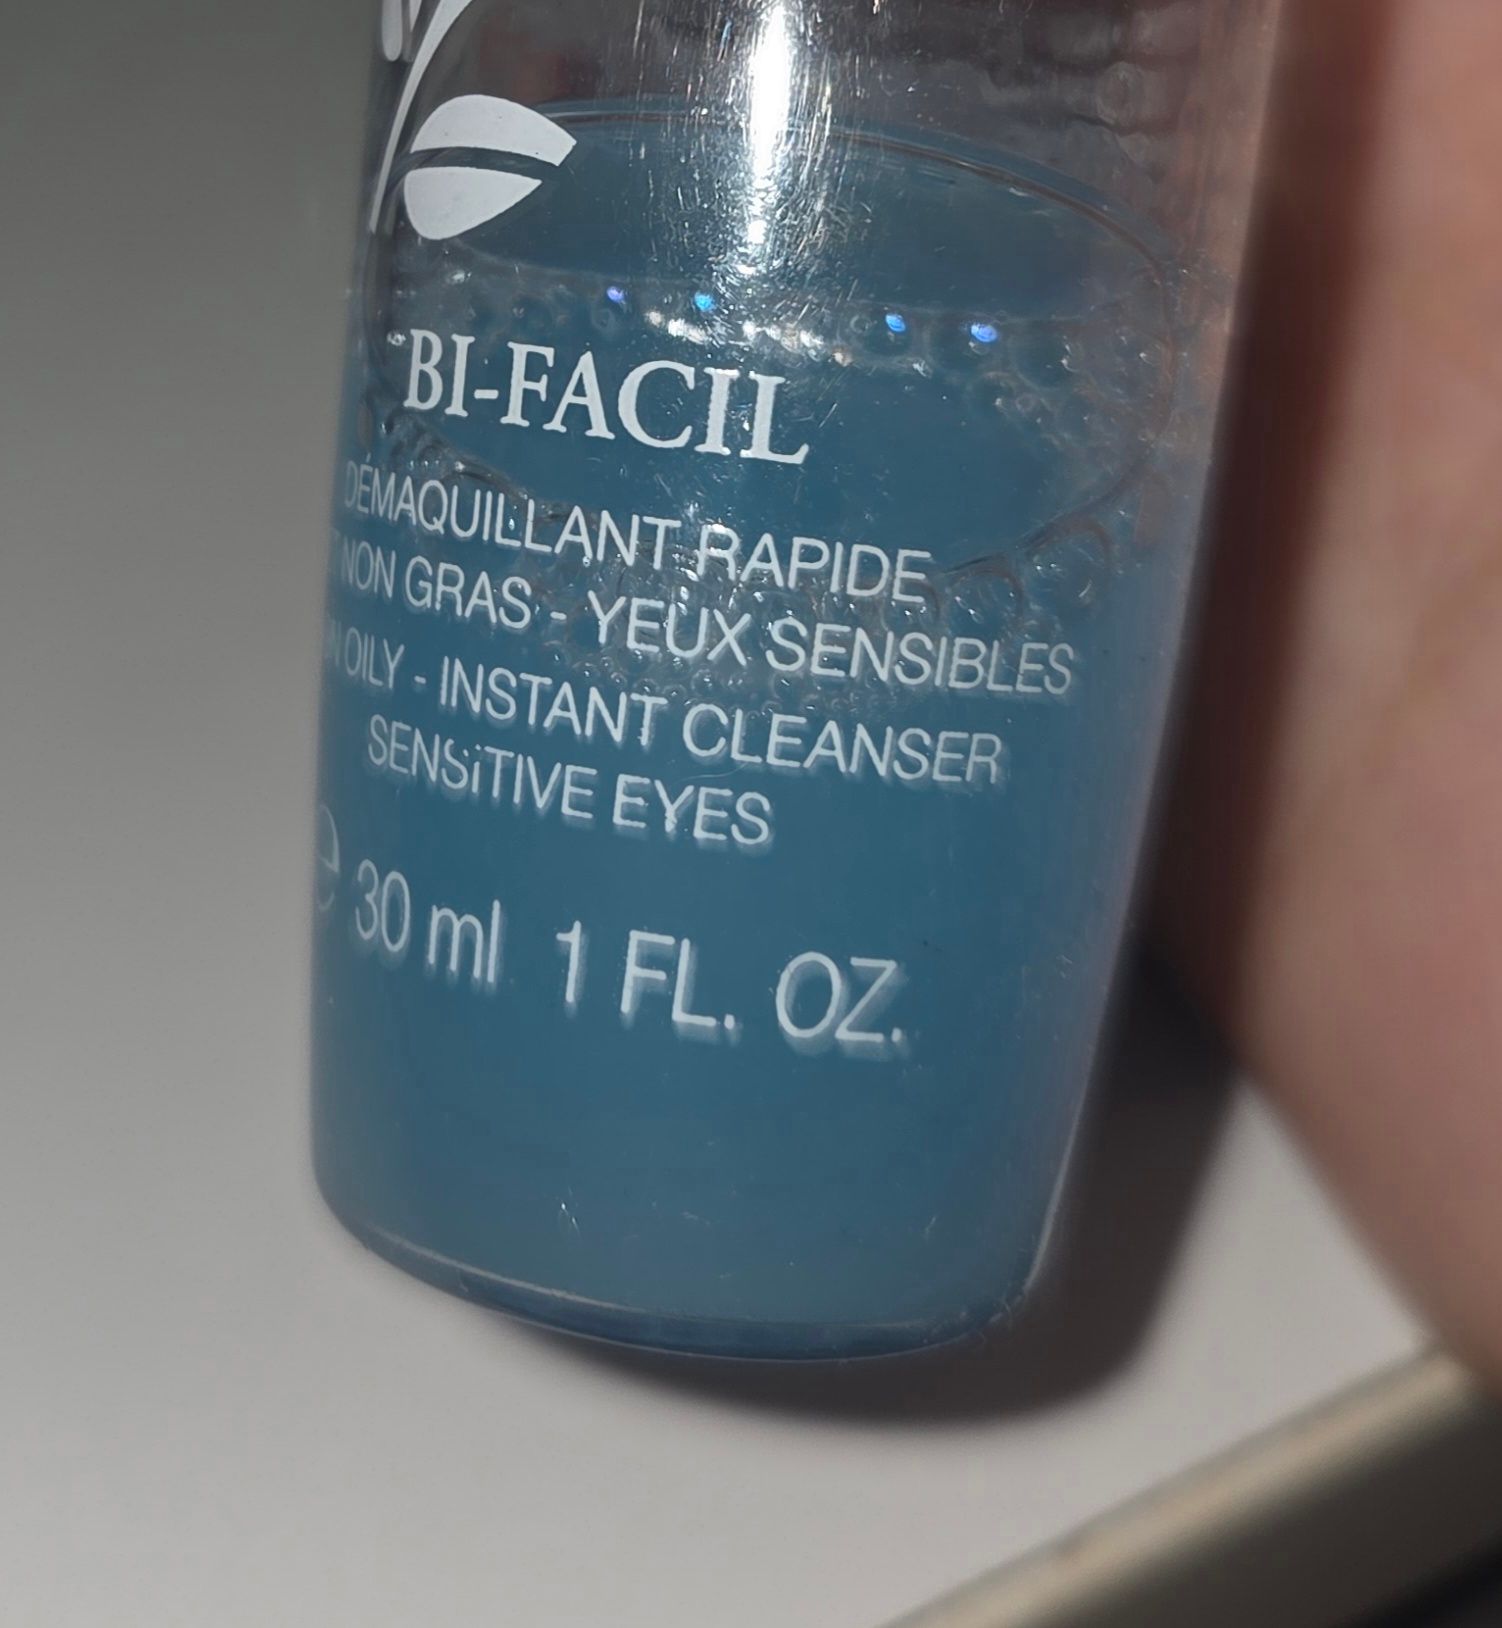 BI-FACIL
DÉMAQUILLANT RAPIDE
NON GRAS - YEUX SENSIBLES
OILY - INSTANT CLEANSER
SENSiTIVE EYES
e 30 ml 1 FL. OZ.